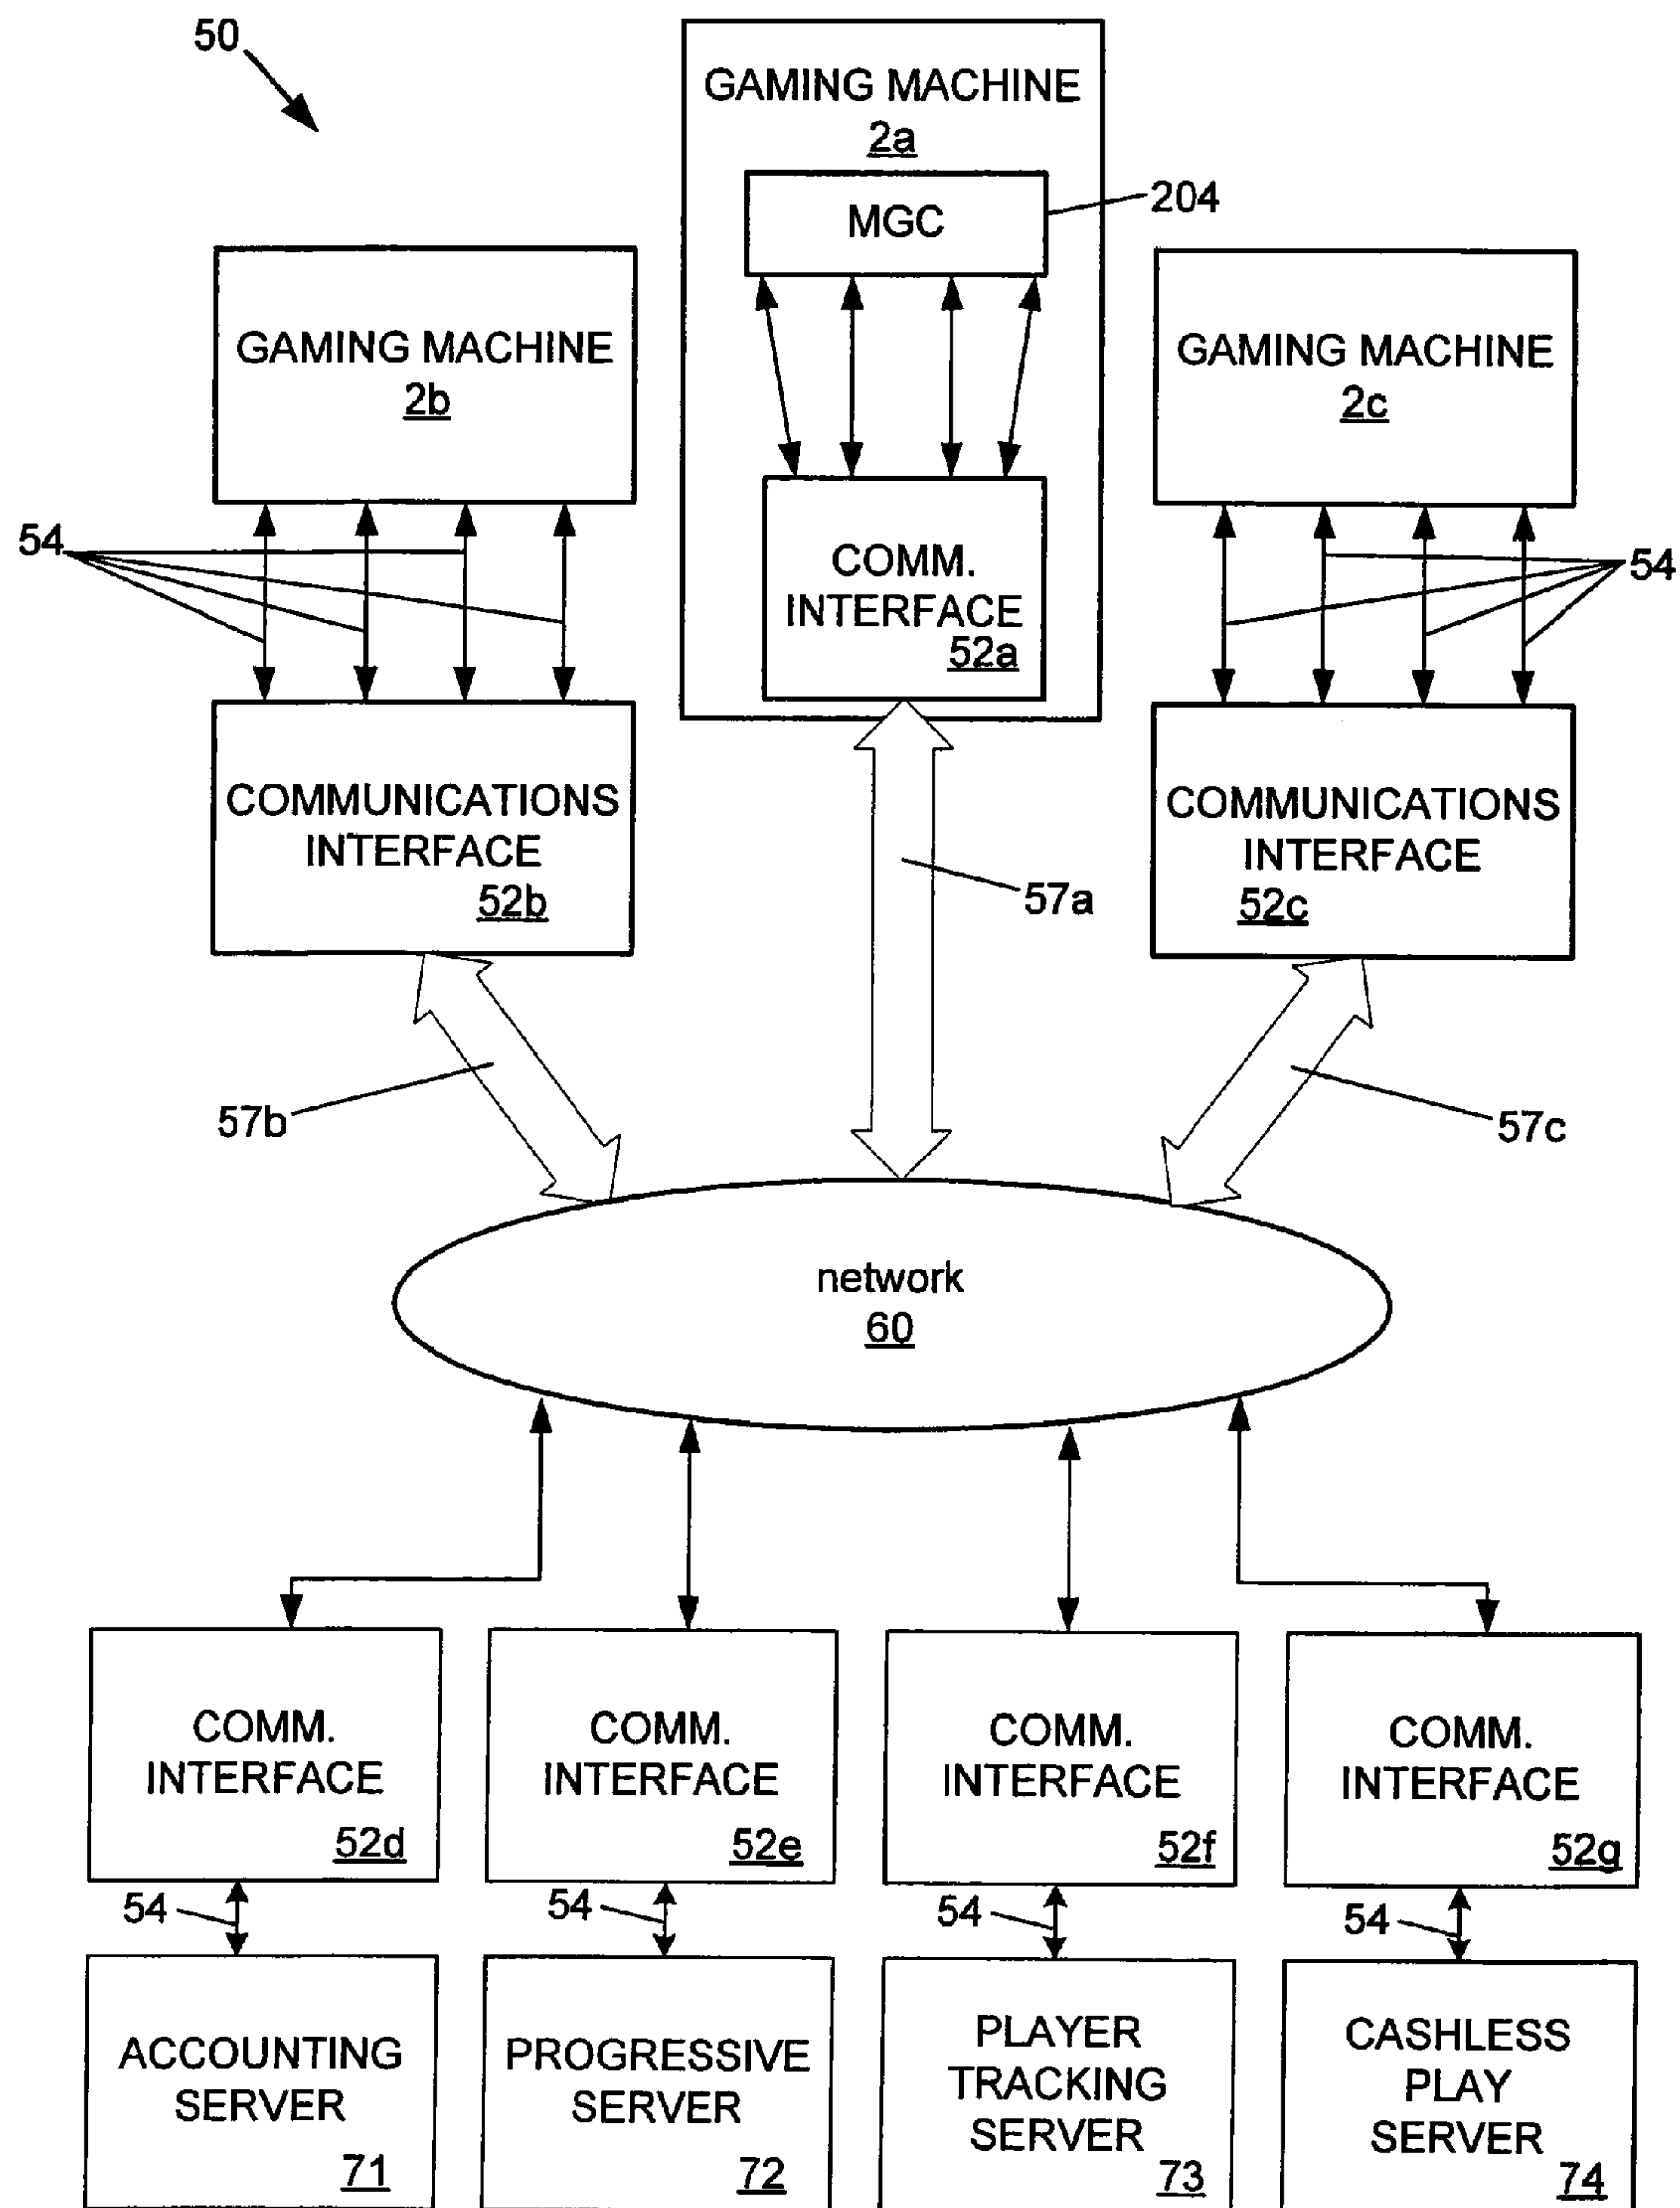 50
GAMING MACHINE
2a
MGC
204
GAMING MACHINE
2b
GAMING MACHINE
2c
54
COMM.
INTERFACE
52a
54
COMMUNICATIONS
INTERFACE
52b
COMMUNICATIONS
INTERFACE
52c
57a
57b
57c
network
60
COMM.
INTERFACE
52d
COMM.
INTERFACE
52e
COMM.
INTERFACE
52f
COMM.
INTERFACE
52g
54
54
54
54
ACCOUNTING
SERVER
71
PROGRESSIVE
SERVER
72
PLAYER
TRACKING
SERVER
73
CASHLESS
PLAY
SERVER
74